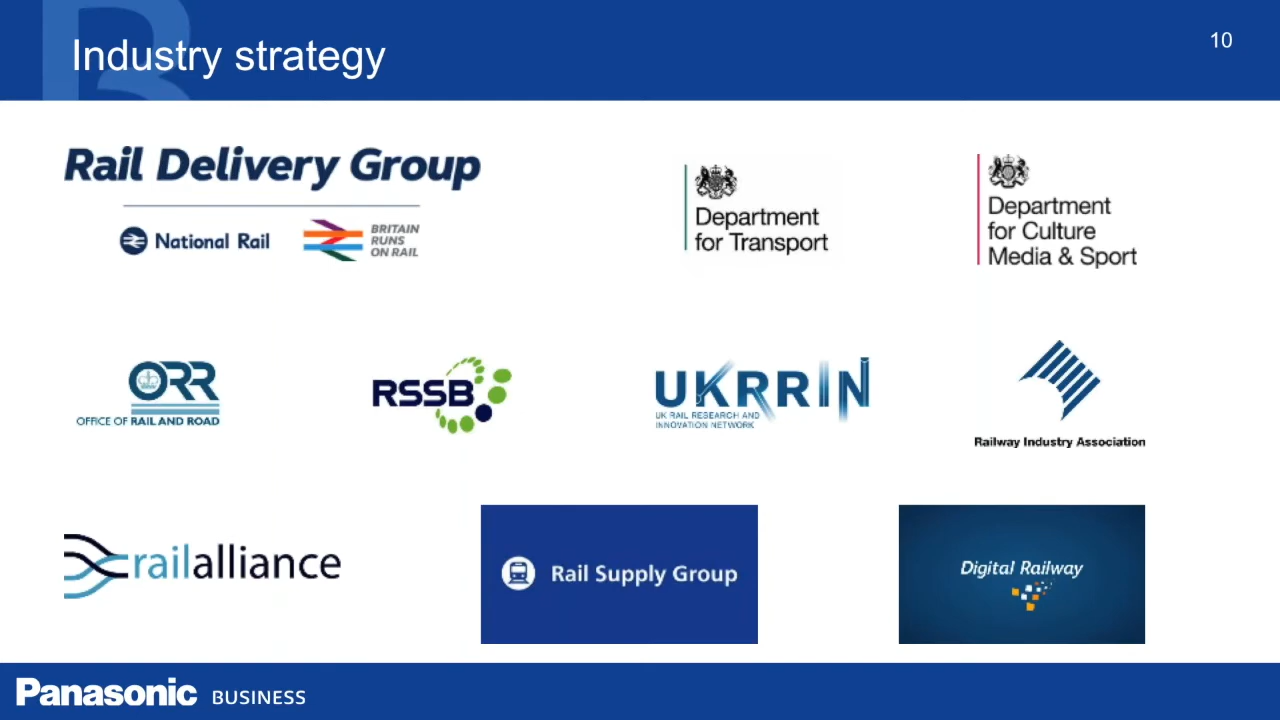 Industry strategy
10
Rail Delivery Group
National Rail
BRITAIN
RUNS
ON RAIL
Department
for Transport
Department
for Culture
Media & Sport
ORR
OFFICE OF RAIL AND ROAD
RSSB
UKRRIN
UK RAIL RESEARCH AND
INNOVATION NETWORK
Railway Industry Association
railalliance
Rail Supply Group
Digital Railway
Panasonic BUSINESS